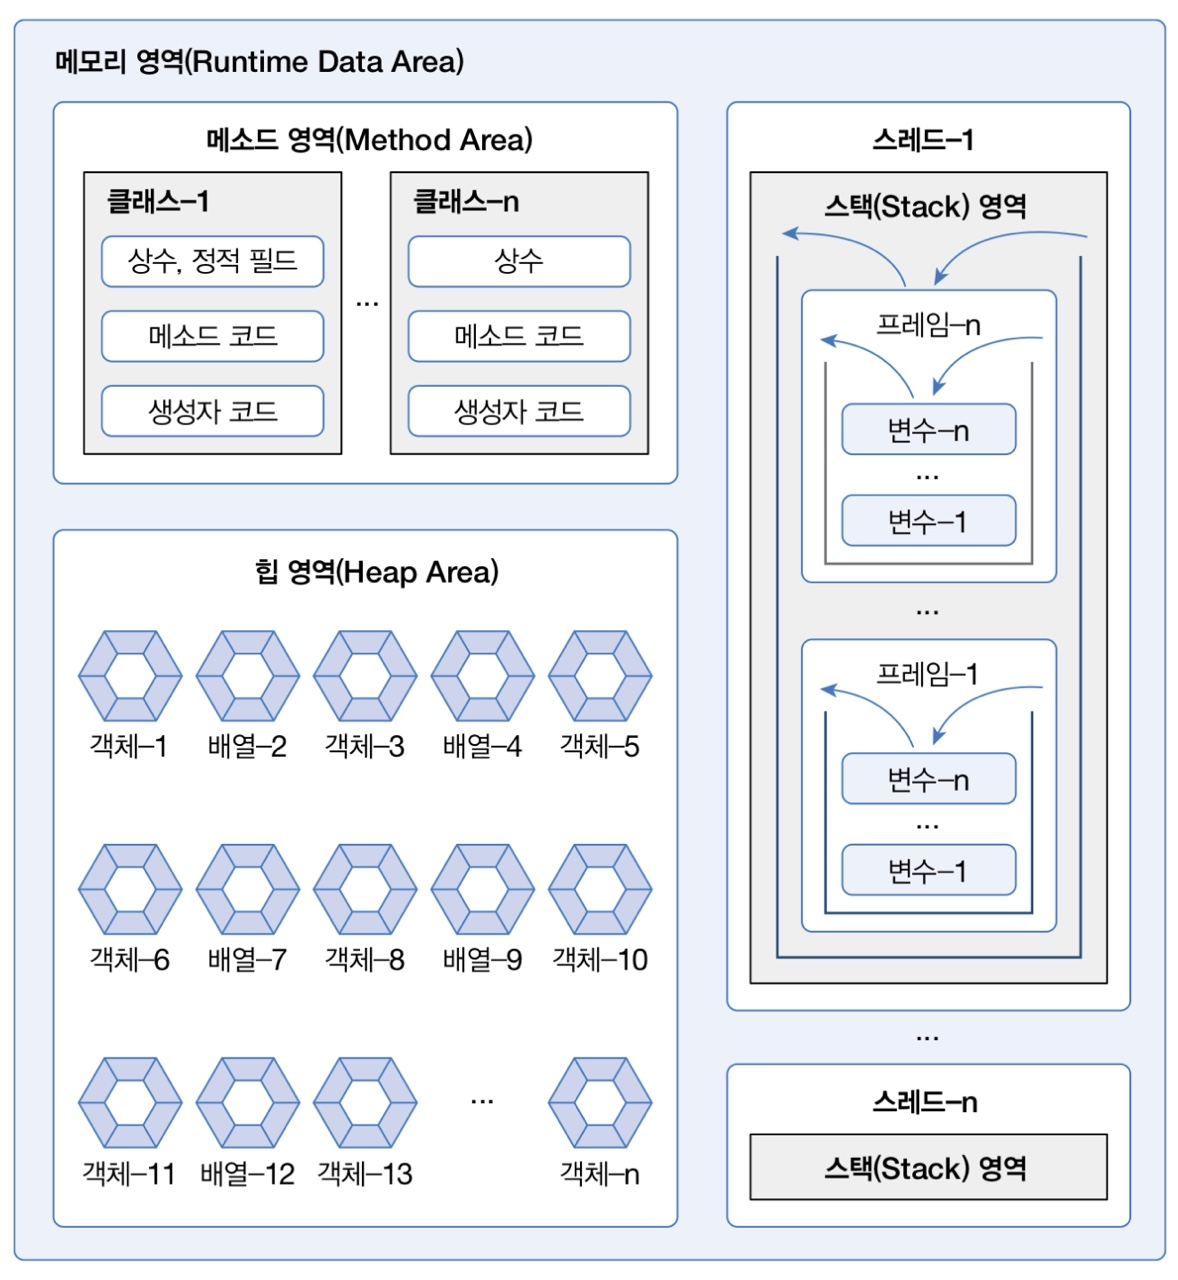 메모리 영역(Runtime Data Area)
메소드 영역(Method Area)
클래스–1
상수, 정적 필드
메소드 코드
생성자 코드
...
클래스–n
상수
메소드 코드
생성자 코드
힙 영역(Heap Area)
객체–1 배열–2 객체–3 배열–4 객체–5
객체–6 배열–7 객체–8 배열–9 객체–10
...
객체–11 배열–12 객체–13 객체–n
스레드–1
스택(Stack) 영역
프레임–n
변수–n
...
변수–1
...
프레임–1
변수–n
...
변수–1
...
스레드–n
스택(Stack) 영역